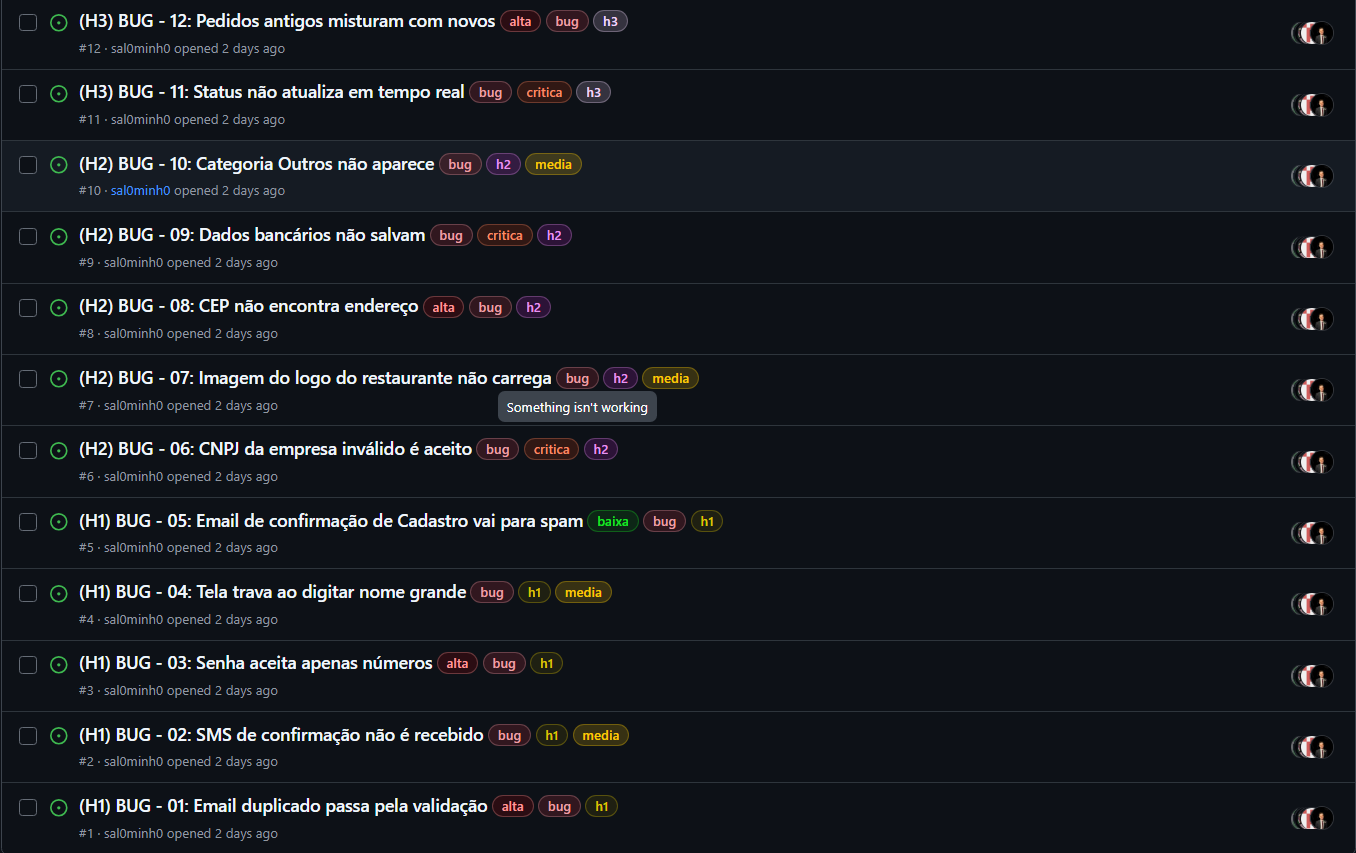 (H3) BUG - 12: Pedidos antigos misturam com novos alta bug h3
#12 · sal0minh0 opened 2 days ago
(H3) BUG - 11: Status não atualiza em tempo real bug critica h3
#11 · sal0minh0 opened 2 days ago
(H2) BUG - 10: Categoria Outros não aparece bug h2 media
#10 · sal0minh0 opened 2 days ago
(H2) BUG - 09: Dados bancários não salvam bug critica h2
#9 · sal0minh0 opened 2 days ago
(H2) BUG - 08: CEP não encontra endereço alta bug h2
#8 · sal0minh0 opened 2 days ago
(H2) BUG - 07: Imagem do logo do restaurante não carrega bug h2 media
#7 · sal0minh0 opened 2 days ago
Something isn't working
(H2) BUG - 06: CNPJ da empresa inválido é aceito bug critica h2
#6 · sal0minh0 opened 2 days ago
(H1) BUG - 05: Email de confirmação de Cadastro vai para spam baixa bug h1
#5 · sal0minh0 opened 2 days ago
(H1) BUG - 04: Tela trava ao digitar nome grande bug h1 media
#4 · sal0minh0 opened 2 days ago
(H1) BUG - 03: Senha aceita apenas números alta bug h1
#3 · sal0minh0 opened 2 days ago
(H1) BUG - 02: SMS de confirmação não é recebido bug h1 media
#2 · sal0minh0 opened 2 days ago
(H1) BUG - 01: Email duplicado passa pela validação alta bug h1
#1 · sal0minh0 opened 2 days ago